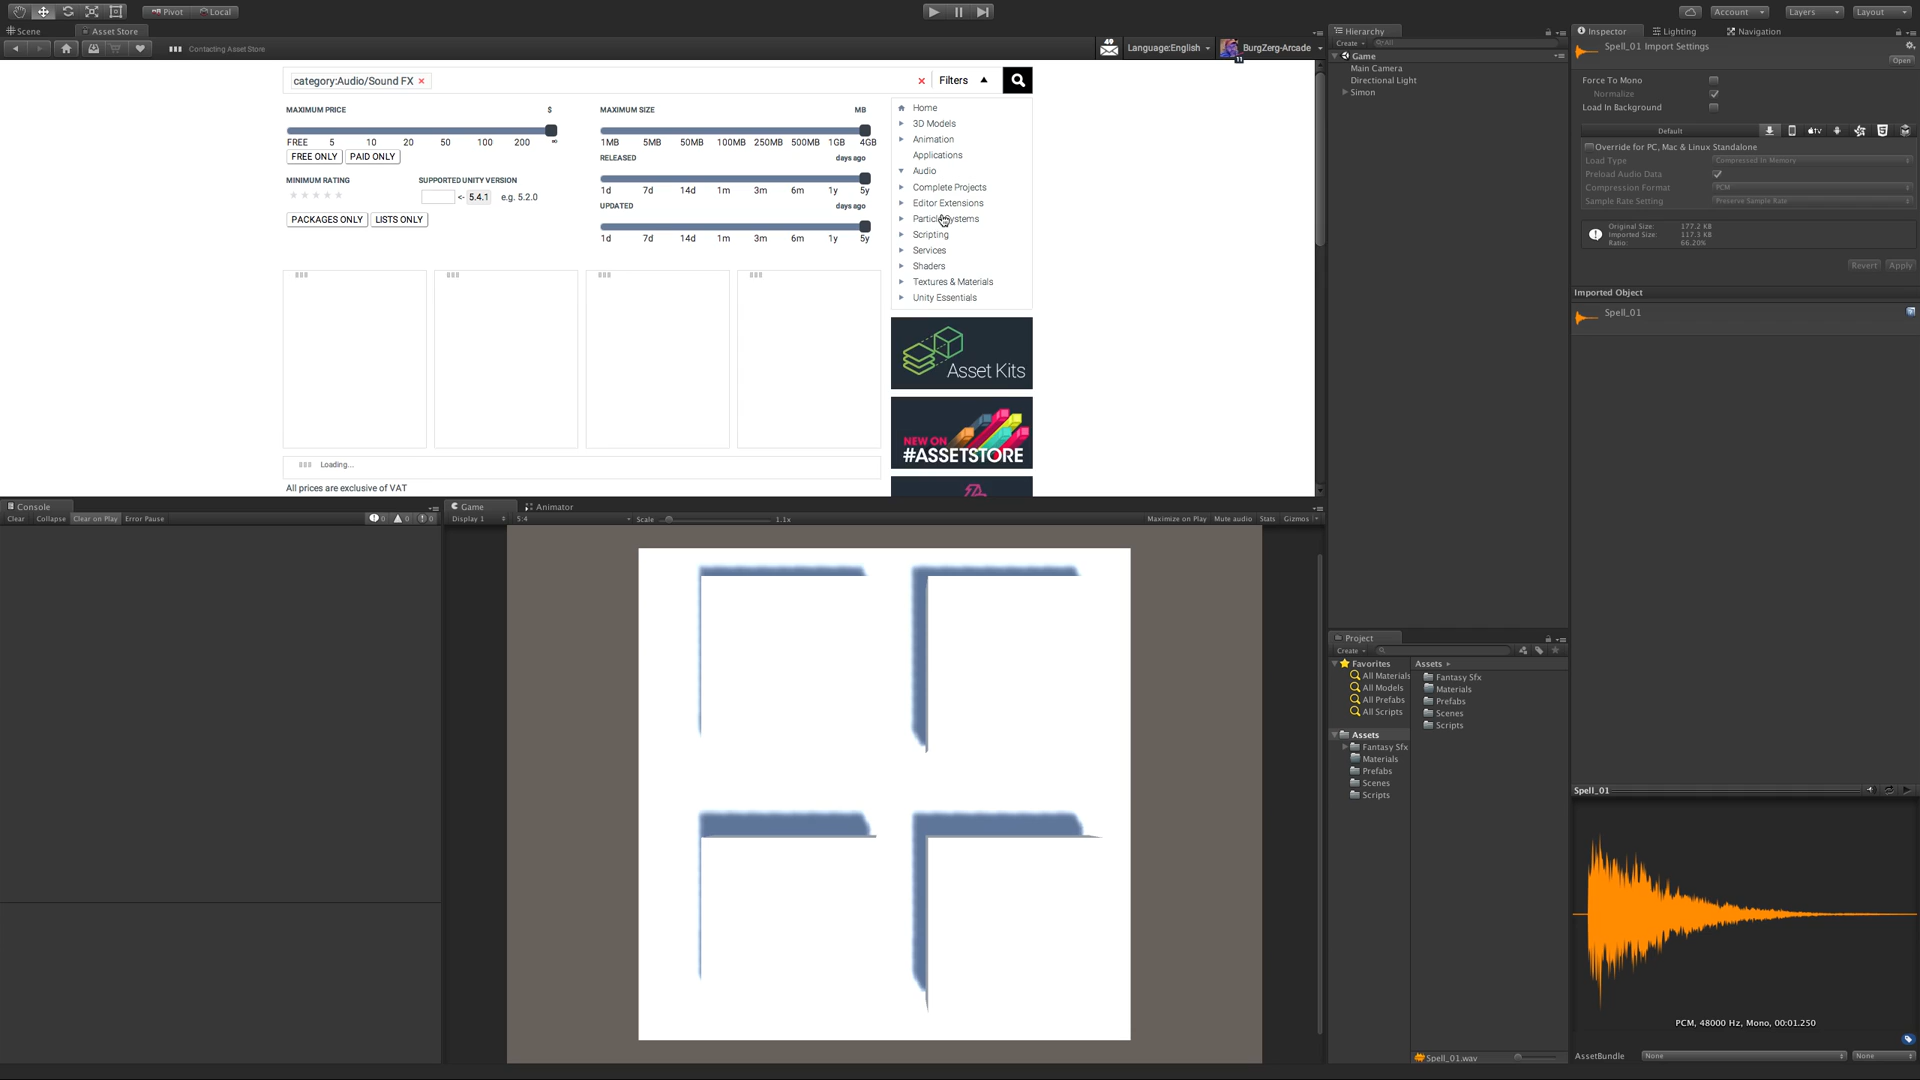 Pivot
Local
Account
Layers
Layout
Scene
Asset Store
Contacting Asset Store
49
Language:English
BurgZerg-Arcade
11
category:Audio/Sound FX
Filters
MAXIMUM PRICE
$
FREE 5 10 20 50 100 200 ∞
FREE ONLY
PAID ONLY
MINIMUM RATING
SUPPORTED UNITY VERSION
<- 5.4.1 e.g. 5.2.0
PACKAGES ONLY
LISTS ONLY
MAXIMUM SIZE
MB
1MB 5MB 50MB 100MB 250MB 500MB 1GB 4GB
RELEASED
days ago
1d 7d 14d 1m 3m 6m 1y 5y
UPDATED
days ago
1d 7d 14d 1m 3m 6m 1y 5y
Home
3D Models
Animation
Applications
Audio
Complete Projects
Editor Extensions
Scripting
Services
Shaders
Textures & Materials
Unity Essentials
Asset Kits
NEW ON
#ASSETSTORE
Loading...
All prices are exclusive of VAT
Console
Clear
Collapse
Clear on Play
Error Pause
0
0
0
Game
Animator
Display 1
5:4
Scale
1.1x
Maximize on Play
Mute audio
Stats
Gizmos
Hierarchy
Create
All
Game
Main Camera
Directional Light
Simon
Project
Create
Favorites
All Materials
All Models
All Prefabs
All Scripts
Assets
Fantasy Sfx
Materials
Prefabs
Scenes
Scripts
Assets
Fantasy Sfx
Materials
Prefabs
Scenes
Scripts
Spell_01.wav
Inspector
Lighting
Navigation
Spell_01 Import Settings
Open
Force To Mono
Normalize
Load In Background
Default
Override for PC, Mac & Linux Standalone
Load Type
Compressed In Memory
Preload Audio Data
Compression Format
PCM
Sample Rate Setting
Preserve Sample Rate
Original Size: 177.2 KB
Imported Size: 117.3 KB
Ratio: 66.20%
Revert
Apply
Imported Object
Spell_01
Spell_01
PCM, 48000 Hz, Mono, 00:01.250
AssetBundle
None
None